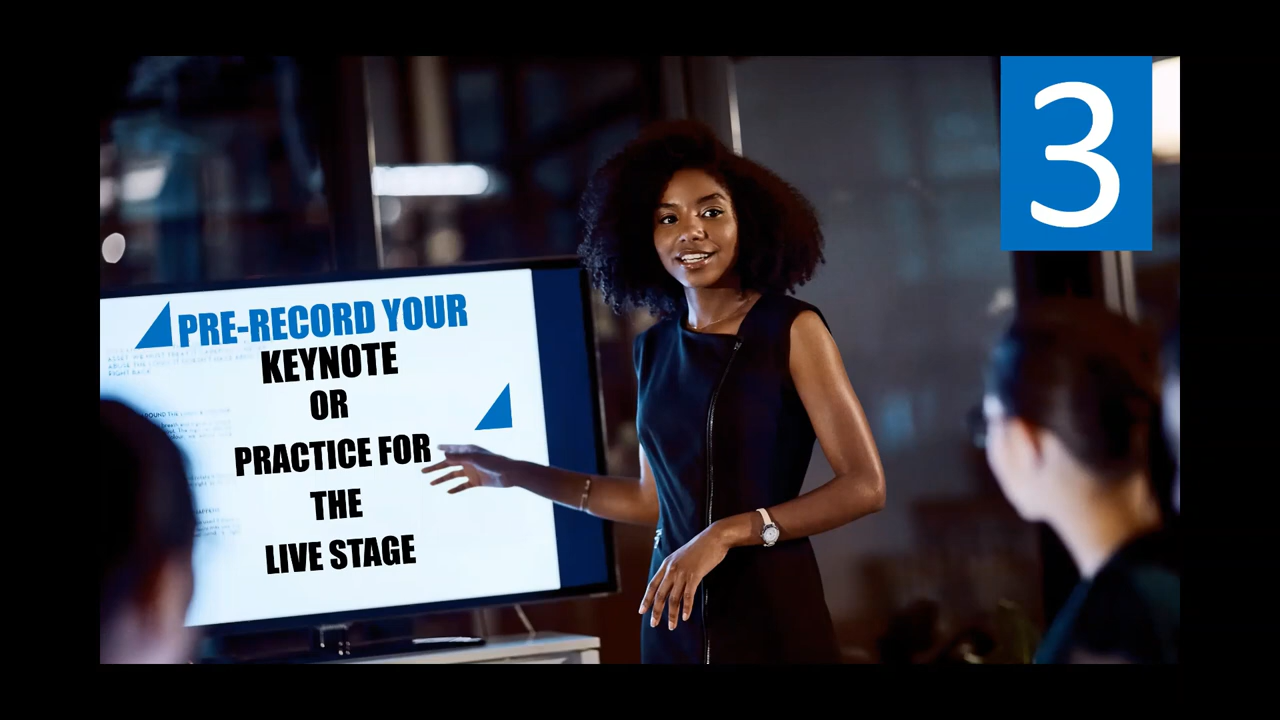 3
PRE-RECORD YOUR
KEYNOTE
OR
PRACTICE FOR
THE
LIVE STAGE